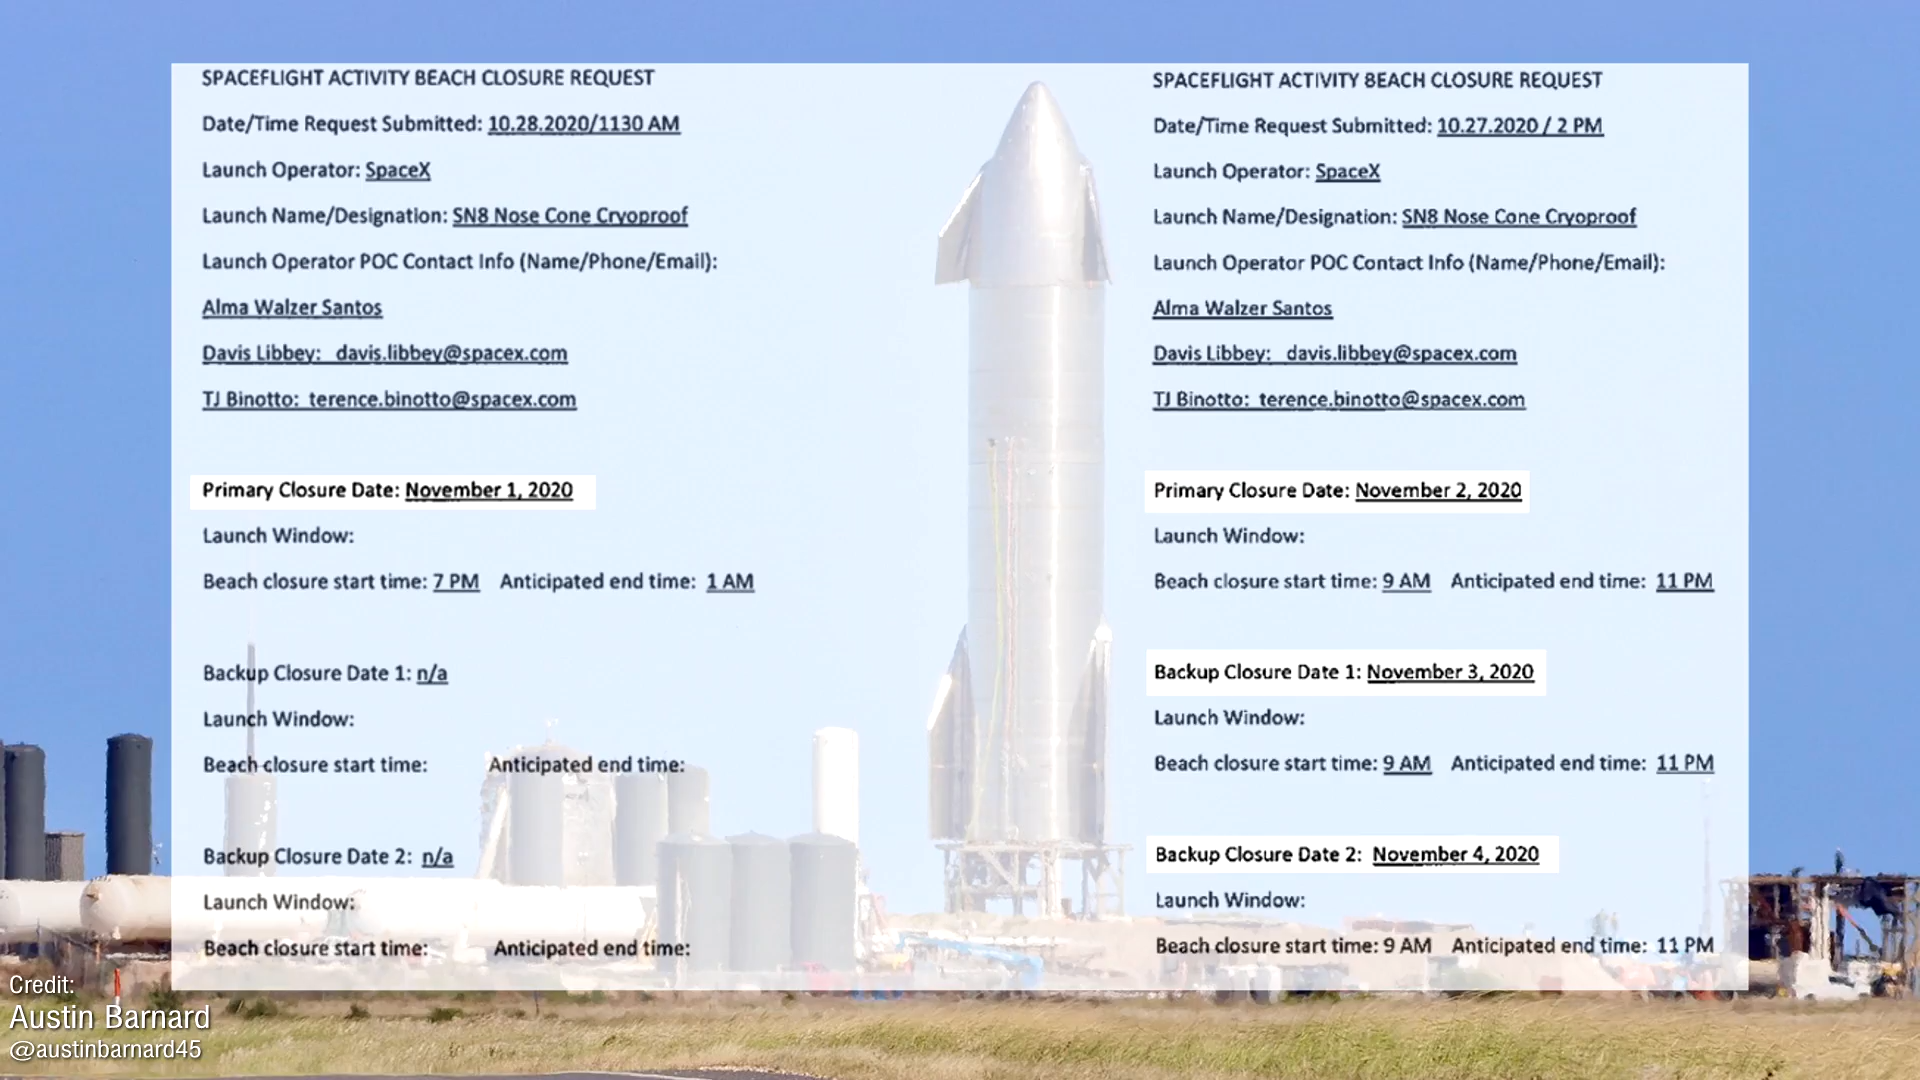 SPACEFLIGHT ACTIVITY BEACH CLOSURE REQUEST
Date/Time Request Submitted: 10.28.2020/1130 AM
Launch Operator: SpaceX
Launch Name/Designation: SN8 Nose Cone Cryoproof
Launch Operator POC Contact Info (Name/Phone/Email):
Alma Walzer Santos
Davis Libbey: davis.libbey@spacex.com
TJ Binotto: terence.binotto@spacex.com
Primary Closure Date: November 1, 2020
Launch Window:
Beach closure start time: 7 PM Anticipated end time: 1 AM
Backup Closure Date 1: n/a
Launch Window:
Beach closure start time: Anticipated end time:
Backup Closure Date 2: n/a
Launch Window:
Beach closure start time: Anticipated end time:
SPACEFLIGHT ACTIVITY BEACH CLOSURE REQUEST
Date/Time Request Submitted: 10.27.2020 / 2 PM
Launch Operator: SpaceX
Launch Name/Designation: SN8 Nose Cone Cryoproof
Launch Operator POC Contact Info (Name/Phone/Email):
Alma Walzer Santos
Davis Libbey: davis.libbey@spacex.com
TJ Binotto: terence.binotto@spacex.com
Primary Closure Date: November 2, 2020
Launch Window:
Beach closure start time: 9 AM Anticipated end time: 11 PM
Backup Closure Date 1: November 3, 2020
Launch Window:
Beach closure start time: 9 AM Anticipated end time: 11 PM
Backup Closure Date 2: November 4, 2020
Launch Window:
Beach closure start time: 9 AM Anticipated end time: 11 PM
Credit:
Austin Barnard
@austinbarnard45